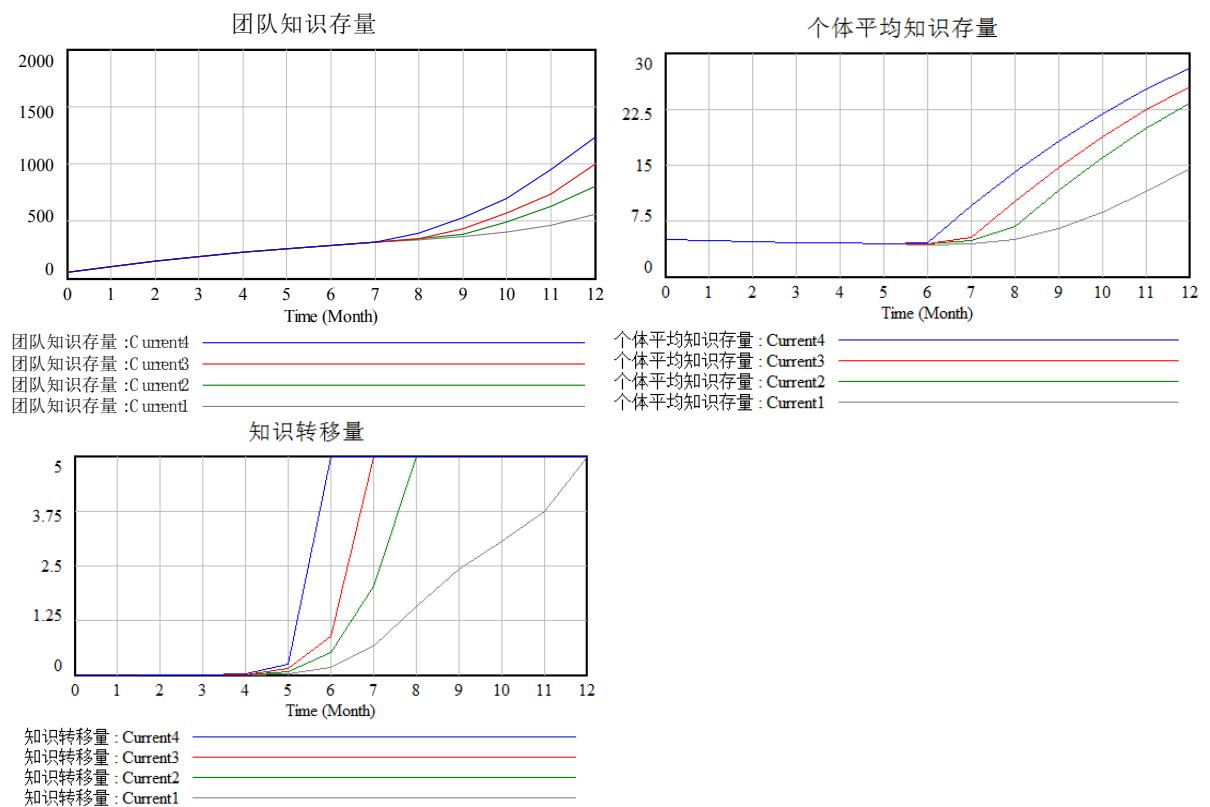 团队知识存量
2000
1500
1000
500
0
0 1 2 3 4 5 6 7 8 9 10 11 12
Time (Month)
团队知识存量 :Current4
团队知识存量 :Current3
团队知识存量 :Current2
团队知识存量 :Current1
个体平均知识存量
30
22.5
15
7.5
0
0 1 2 3 4 5 6 7 8 9 10 11 12
Time (Month)
个体平均知识存量 : Current4
个体平均知识存量 : Current3
个体平均知识存量 : Current2
个体平均知识存量 : Current1
知识转移量
5
3.75
2.5
1.25
0
0 1 2 3 4 5 6 7 8 9 10 11 12
Time (Month)
知识转移量 : Current4
知识转移量 : Current3
知识转移量 : Current2
知识转移量 : Current1